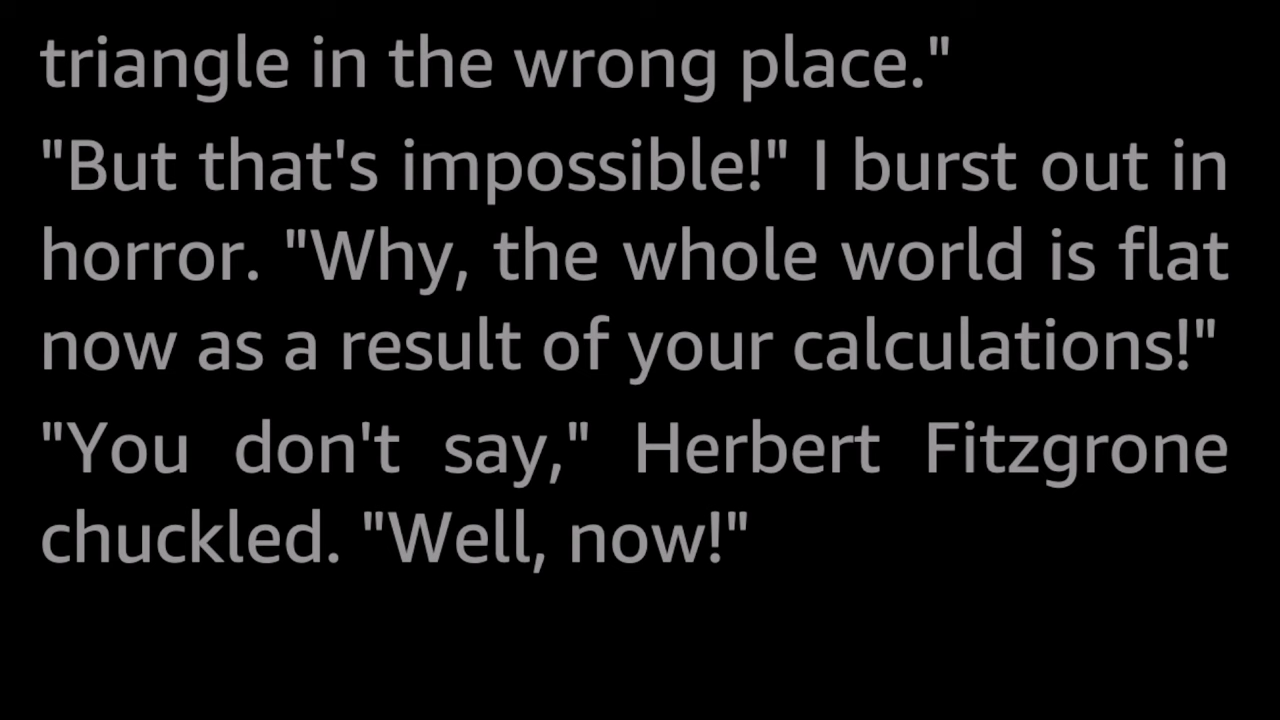 triangle in the wrong place."
"But that's impossible!" I burst out in
horror. "Why, the whole world is flat
now as a result of your calculations!"
"You don't say," Herbert Fitzgrone
chuckled. "Well, now!"